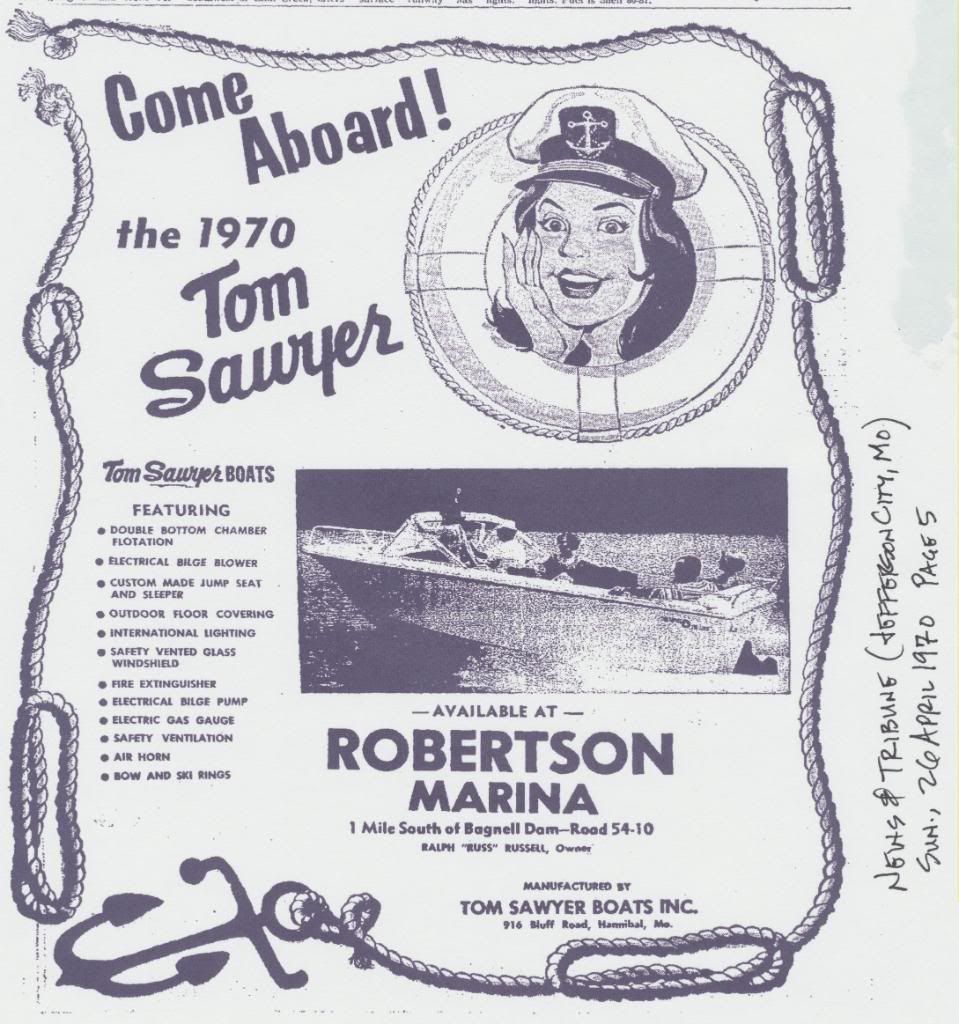 Come
Aboard!
the 1970
Tom
Sawyer
Tom Sawyer BOATS
FEATURING
● DOUBLE BOTTOM CHAMBER
FLOTATION
● ELECTRICAL BILGE BLOWER
● CUSTOM MADE JUMP SEAT
AND SLEEPER
● OUTDOOR FLOOR COVERING
● INTERNATIONAL LIGHTING
● SAFETY VENTED GLASS
WINDSHIELD
● FIRE EXTINGUISHER
● ELECTRICAL BILGE PUMP
● ELECTRIC GAS GAUGE
● SAFETY VENTILATION
● AIR HORN
● BOW AND SKI RINGS
— AVAILABLE AT —
ROBERTSON
MARINA
1 Mile South of Bagnell Dam—Road 54-10
RALPH "RUSS" RUSSELL, Owner
MANUFACTURED BY
TOM SAWYER BOATS INC.
916 Bluff Road, Hannibal, Mo.
NEWS & TRIBUNE (JEFFERSON CITY, MO)
SUN., 26 APRIL 1970 PAGE 5